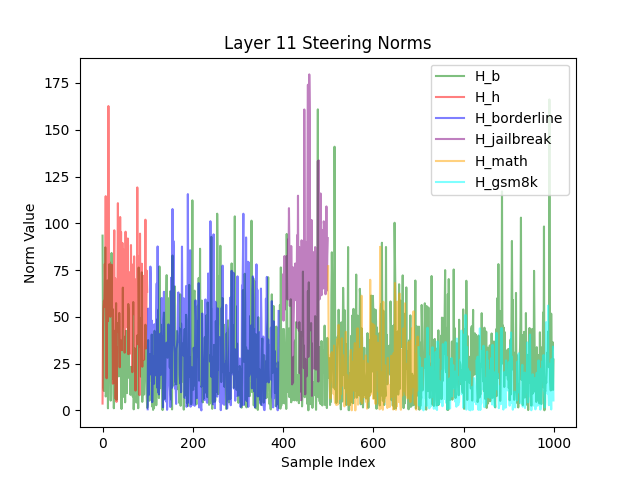 Layer 11 Steering Norms
Norm Value
175
150
125
100
75
50
25
0
0
200
400
600
800
1000
Sample Index
H_b
H_h
H_borderline
H_jailbreak
H_math
H_gsm8k